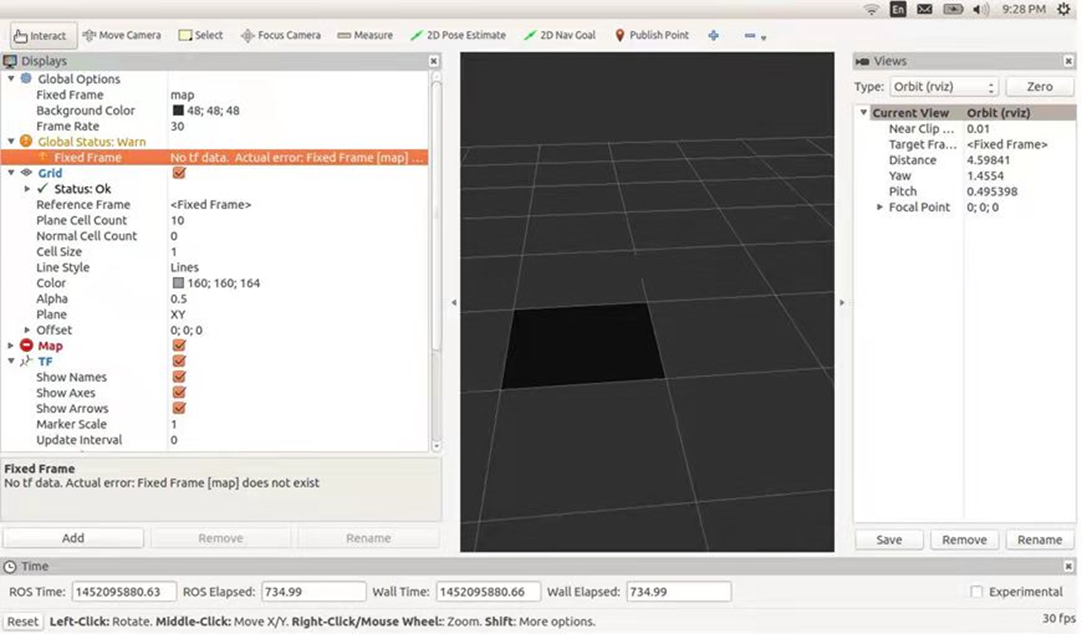 En 9:28 PM
Interact Move Camera Select Focus Camera Measure 2D Pose Estimate 2D Nav Goal Publish Point
Displays
Global Options
Fixed Frame map
Background Color 48; 48; 48
Frame Rate 30
Global Status: Warn
Fixed Frame No tf data. Actual error: Fixed Frame [map] ...
Grid
Status: Ok
Reference Frame <Fixed Frame>
Plane Cell Count 10
Normal Cell Count 0
Cell Size 1
Line Style Lines
Color 160; 160; 164
Alpha 0.5
Plane XY
Offset 0; 0; 0
Map
TF
Show Names
Show Axes
Show Arrows
Marker Scale 1
Update Interval 0
Fixed Frame
No tf data. Actual error: Fixed Frame [map] does not exist
Add Remove Rename
Views
Type: Orbit (rviz) Zero
Current View Orbit (rviz)
Near Clip ... 0.01
Target Fra... <Fixed Frame>
Distance 4.59841
Yaw 1.4554
Pitch 0.495398
Focal Point 0; 0; 0
Save Remove Rename
Time
ROS Time: 1452095880.63 ROS Elapsed: 734.99 Wall Time: 1452095880.66 Wall Elapsed: 734.99 Experimental
Reset Left-Click: Rotate. Middle-Click: Move X/Y. Right-Click/Mouse Wheel:: Zoom. Shift: More options. 30 fps